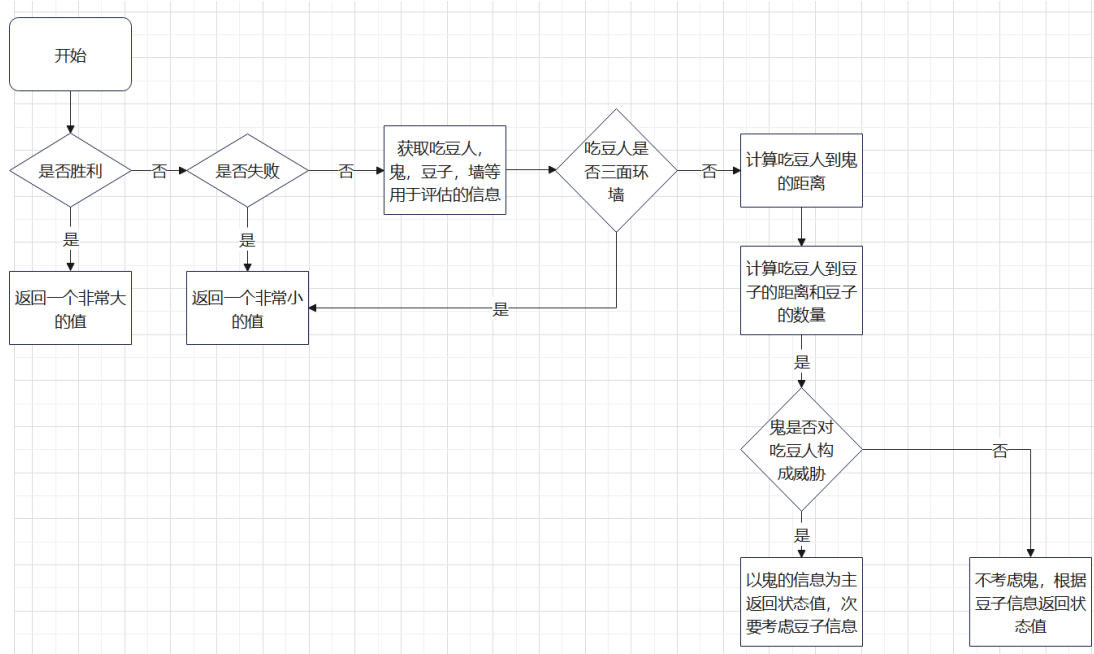 开始
是否胜利
否
是否失败
否
获取吃豆人，
鬼，豆子，墙等
用于评估的信息
吃豆人是
否三面环
墙
否
计算吃豆人到鬼
的距离
是
返回一个非常大
的值
是
返回一个非常小
的值
是
计算吃豆人到豆
子的距离和豆子
的数量
是
鬼是否对
吃豆人构
成威胁
否
是
以鬼的信息为主
返回状态值，次
要考虑豆子信息
不考虑鬼，根据
豆子信息返回状
态值